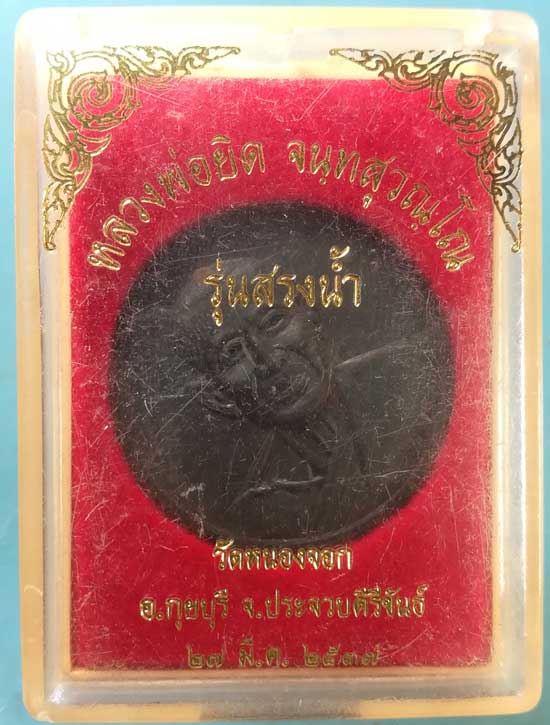 หลวงพ่อยิด จนฺทสุวณฺโณ
รุ่นสรงน้ำ
วัดหนองจอก
อ.กุยบุรี จ.ประจวบคีรีขันธ์
๒๗ มี.ค. ๒๕๓๗